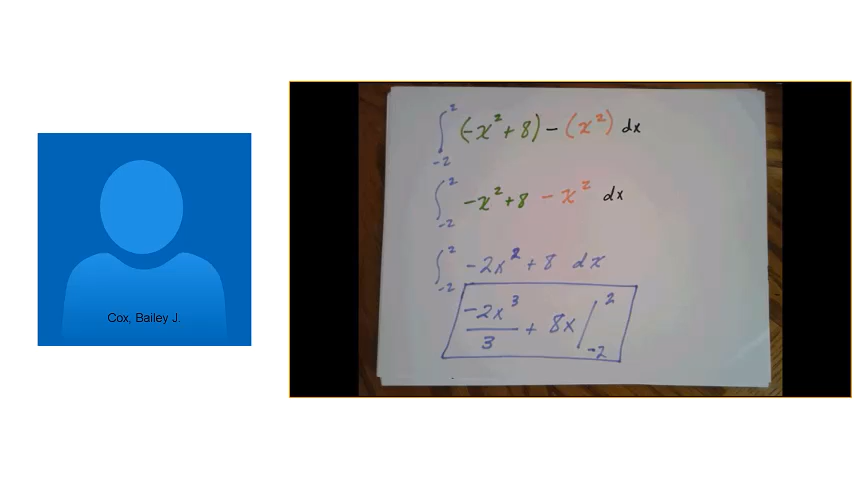 ∫_{-2}^{2} (-x² + 8) - (x²) dx
∫_{-2}^{2} -x² + 8 - x² dx
∫_{-2}^{2} -2x² + 8 dx
-2x³/3 + 8x |_{-2}^{2}
Cox, Bailey J.